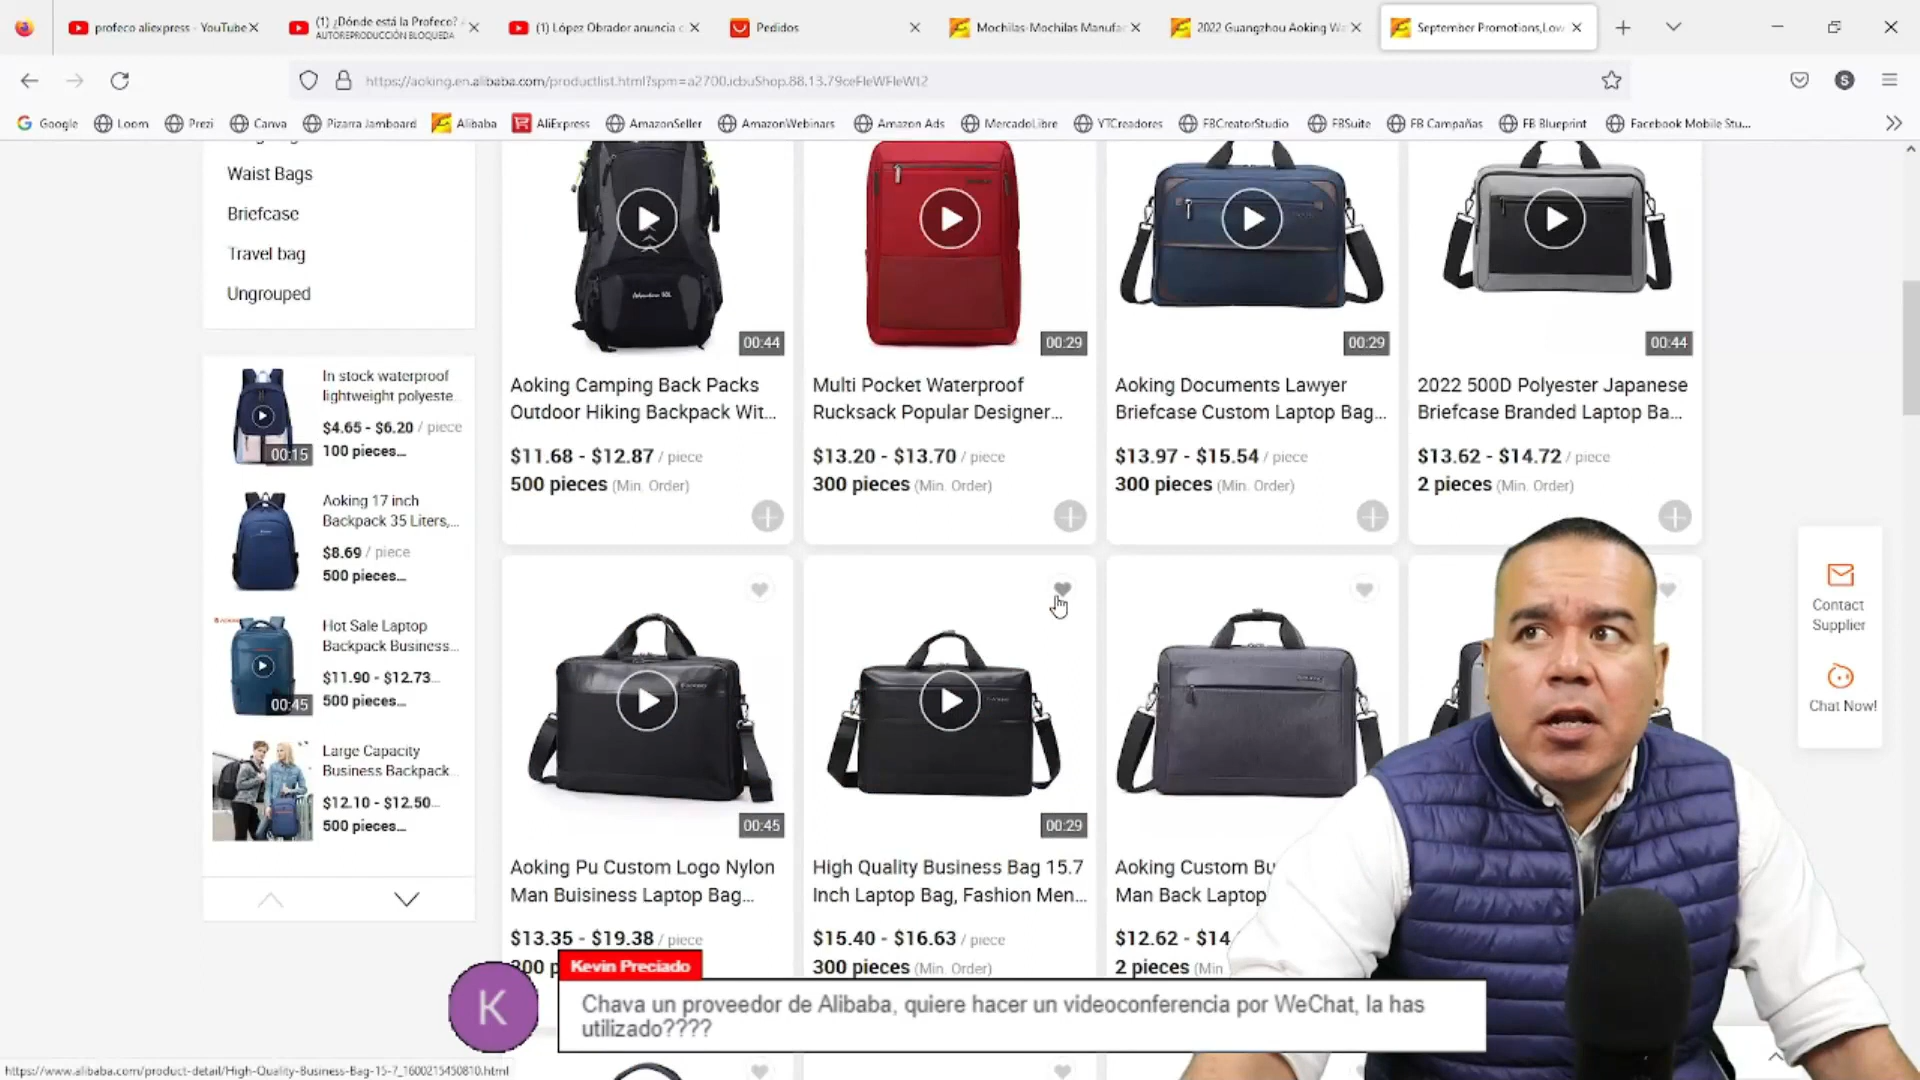 profeco aliexpress - YouTube
(1) ¿Dónde está la Profeco?
AUTOREPRODUCCIÓN BLOQUEDA
(1) López Obrador anuncia
Pedidos
Mochilas-Mochilas Manufa
2022 Guangzhou Aoking
September Promotions,Low
https://aoking.en.alibaba.com/productlist.html?spm=a2700.icbuShop.88.13.79ceFleWFleWt2
S
Google
Loom
Prezi
Canva
Pizarra Jamboard
Alibaba
AliExpress
AmazonSeller
AmazonWebinars
Amazon Ads
MercadoLibre
YTCreadores
FBCreatorStudio
FBSuite
FB Campañas
FB Blueprint
Facebook Mobile Stu...
Waist Bags
Briefcase
Travel bag
Ungrouped
In stock waterproof
lightweight polyeste...
$4.65 - $6.20 / piece
100 pieces...
00:15
Aoking 17 inch
Backpack 35 Liters,...
$8.69 / piece
500 pieces...
Hot Sale Laptop
Backpack Business...
$11.90 - $12.73...
500 pieces...
00:45
Large Capacity
Business Backpack...
$12.10 - $12.50...
500 pieces...
00:44
Aoking Camping Back Packs
Outdoor Hiking Backpack Wit...
$11.68 - $12.87 / piece
500 pieces (Min. Order)
00:29
Multi Pocket Waterproof
Rucksack Popular Designer...
$13.20 - $13.70 / piece
300 pieces (Min. Order)
00:29
Aoking Documents Lawyer
Briefcase Custom Laptop Bag...
$13.97 - $15.54 / piece
300 pieces (Min. Order)
00:44
2022 500D Polyester Japanese
Briefcase Branded Laptop Ba...
$13.62 - $14.72 / piece
2 pieces (Min. Order)
00:45
Aoking Pu Custom Logo Nylon
Man Buisiness Laptop Bag...
$13.35 - $19.38 / piece
00:29
High Quality Business Bag 15.7
Inch Laptop Bag, Fashion Men...
$15.40 - $16.63 / piece
300 pieces (Min. Order)
Aoking Custom Bu
Man Back Laptop
$12.62 - $14
2 pieces (Min
Contact
Supplier
Chat Now!
Kevin Preciado
K
Chava un proveedor de Alibaba, quiere hacer un videoconferencia por WeChat, la has
utilizado????
https://www.alibaba.com/product-detail/High-Quality-Business-Bag-15-7_1600215450810.html